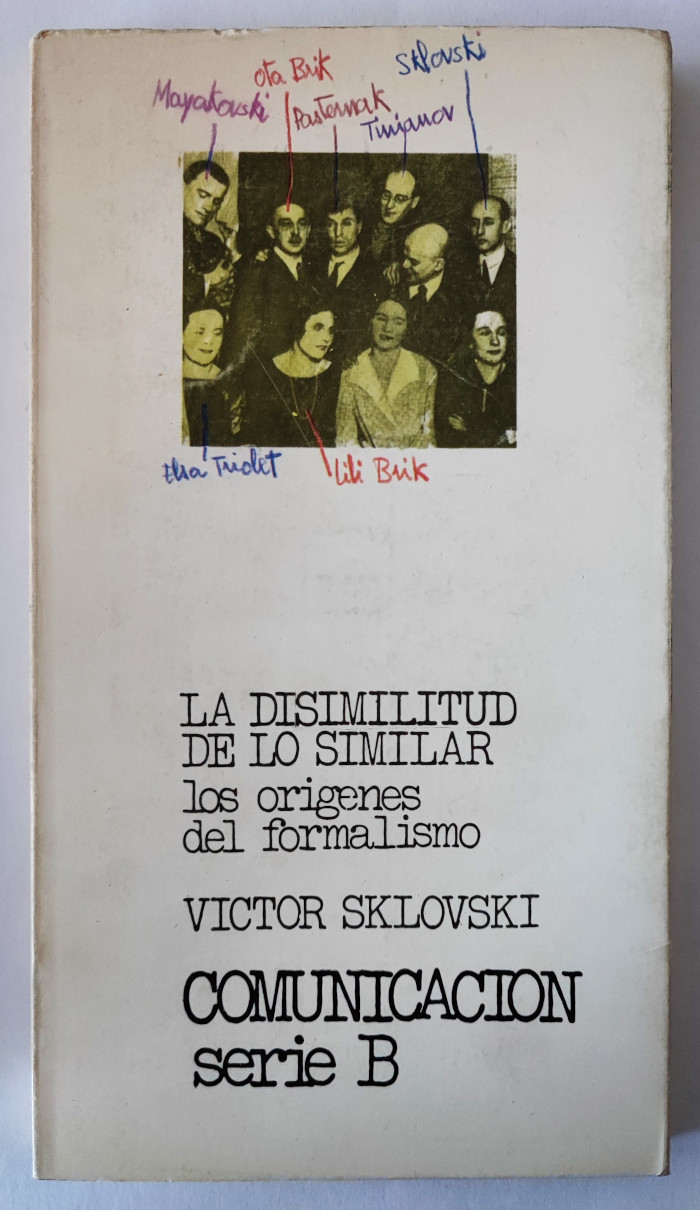 Sklovski
Ota Brik
Mayakovski
Pasternak
Tinianov
Elsa Triolet
Lili Brik
LA DISIMILITUD
DE LO SIMILAR
los origenes
del formalismo
VICTOR SKLOVSKI
COMUNICACION
serie B